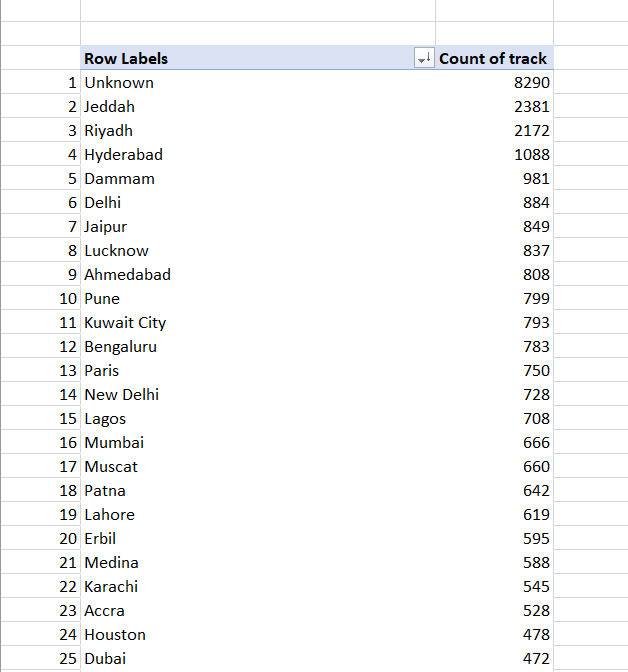 Row Labels Count of track
1 Unknown 8290
2 Jeddah 2381
3 Riyadh 2172
4 Hyderabad 1088
5 Dammam 981
6 Delhi 884
7 Jaipur 849
8 Lucknow 837
9 Ahmedabad 808
10 Pune 799
11 Kuwait City 793
12 Bengaluru 783
13 Paris 750
14 New Delhi 728
15 Lagos 708
16 Mumbai 666
17 Muscat 660
18 Patna 642
19 Lahore 619
20 Erbil 595
21 Medina 588
22 Karachi 545
23 Accra 528
24 Houston 478
25 Dubai 472